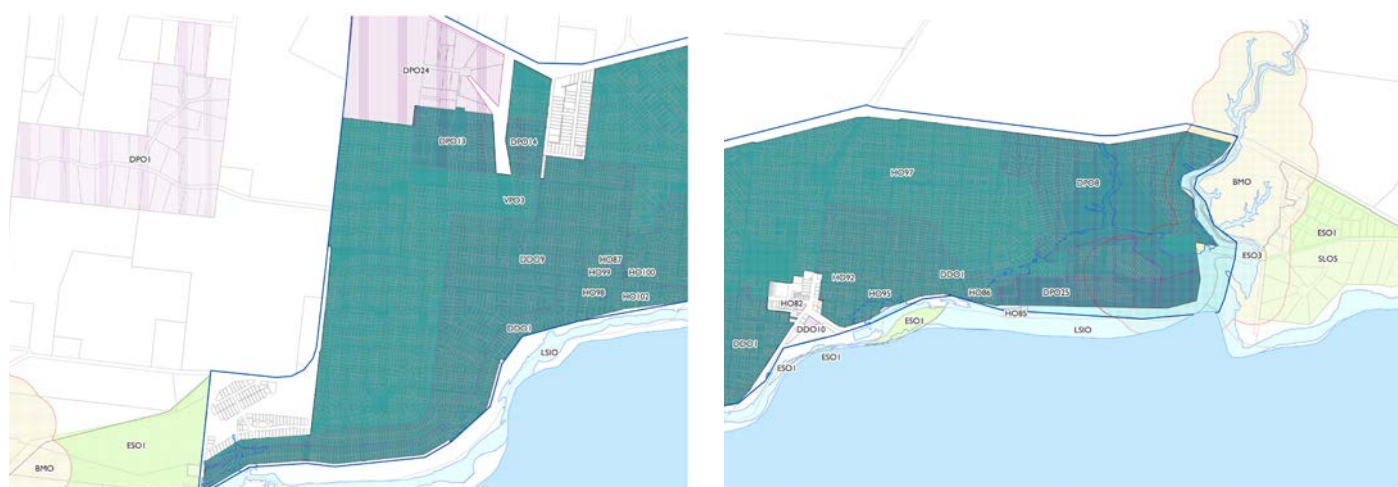 DPO24
DPO13
DPO14
DPO1
VPO3
DDO9
HO87
HO99
HO100
HO98
HO102
DDO1
LSIO
ESO1
BMO
HO97
DPO8
BMO
ESO1
ESO3
SLO5
DDO1
HO92
HO82
HO95
HO86
DPO25
HO85
DDO10
ESO1
LSIO
DDO1
ESO1
ESO1